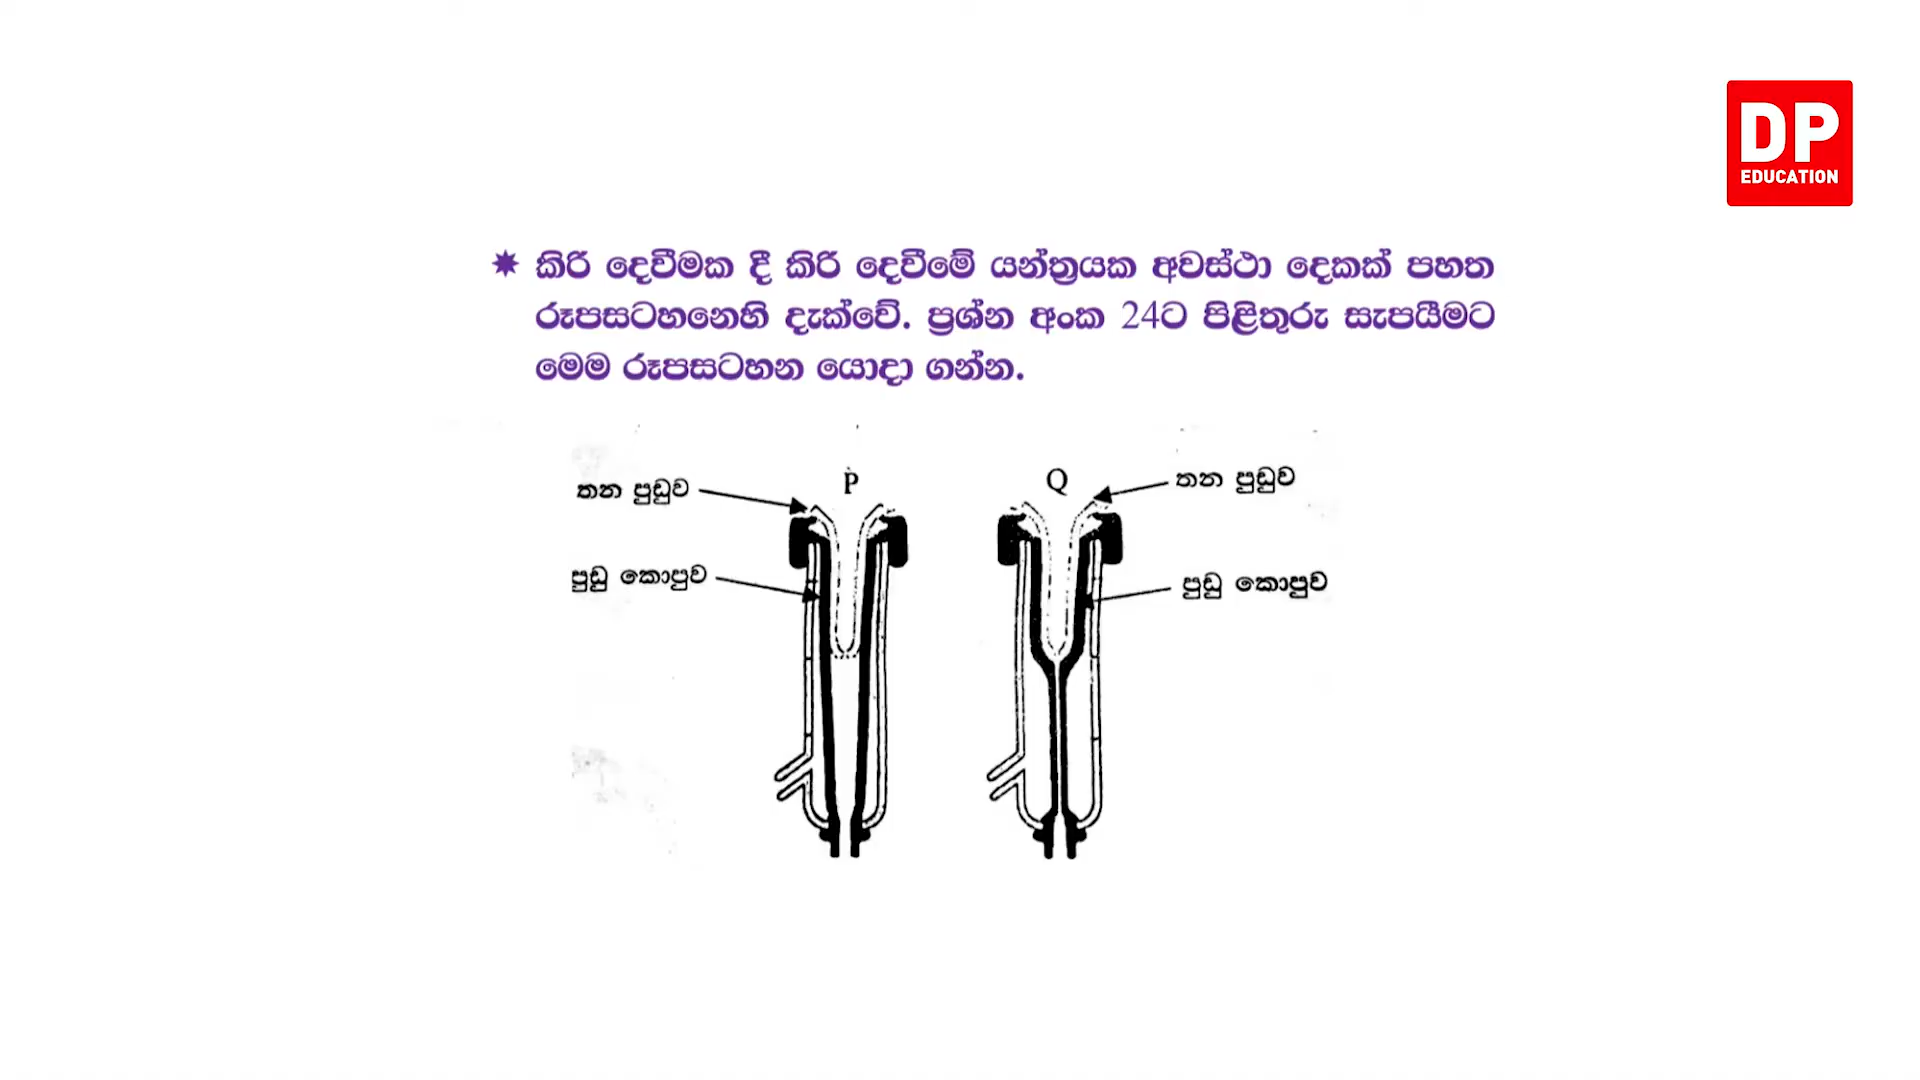 DP
EDUCATION
✷ කිරි දෙවීමක දී කිරි දෙවීමේ යන්ත්‍රයක අවස්ථා දෙකක් පහත
රූපසටහනෙහි දැක්වේ. ප්‍රශ්න අංක 24ට පිළිතුරු සැපයීමට
මෙම රූපසටහන යොදා ගන්න.
තන පුඩුව P Q තන පුඩුව
පුඩු කොපුව පුඩු කොපුව